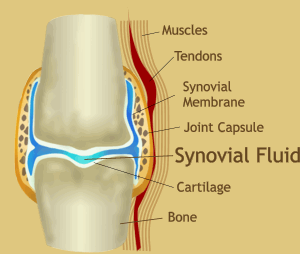 Muscles
Tendons
Synovial
Membrane
Joint Capsule
Synovial Fluid
Cartilage
Bone